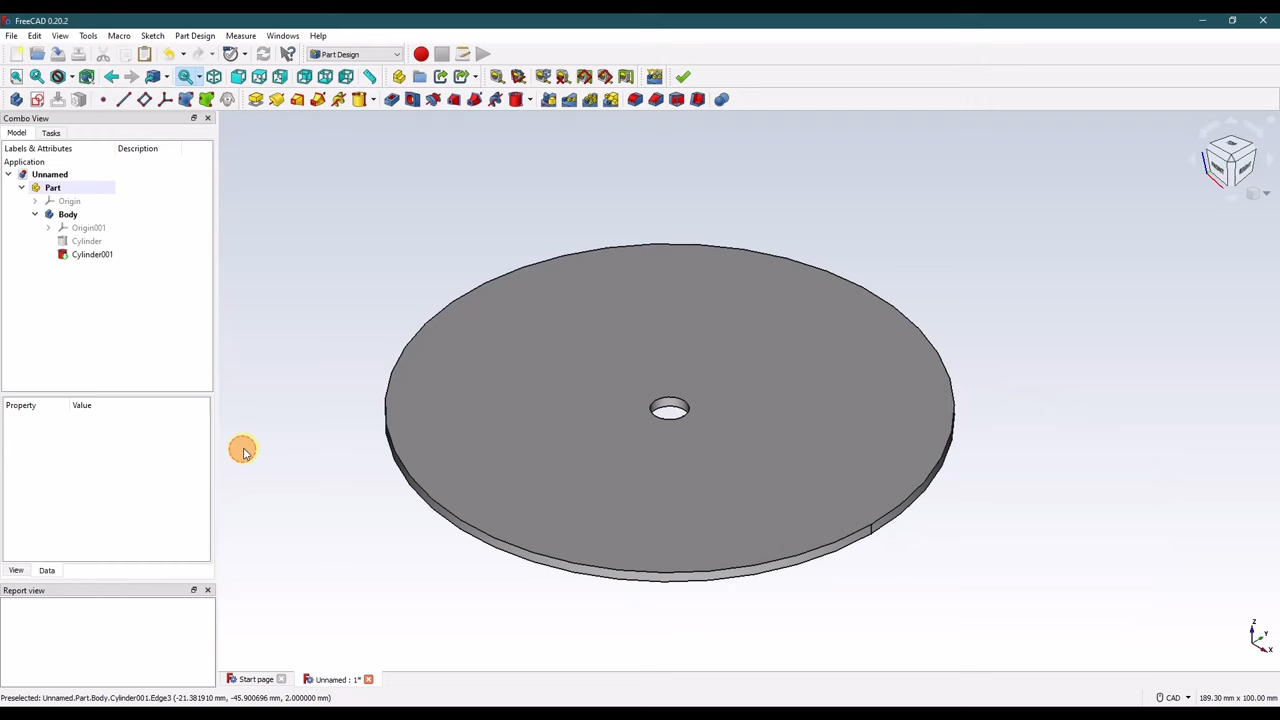 FreeCAD 0.20.2
File Edit View Tools Macro Sketch Part Design Measure Windows Help
Part Design
Combo View
Model Tasks
Labels & Attributes Description
Application
Unnamed
Part
Origin
Body
Origin001
Cylinder
Cylinder001
Property Value
View Data
Report view
Z
Y
X
Start page Unnamed : 1*
Preselected: Unnamed.Part.Body.Cylinder001.Edge3 (-21.381910 mm, -45.900696 mm, 2.000000 mm) CAD 189.30 mm x 100.00 mm